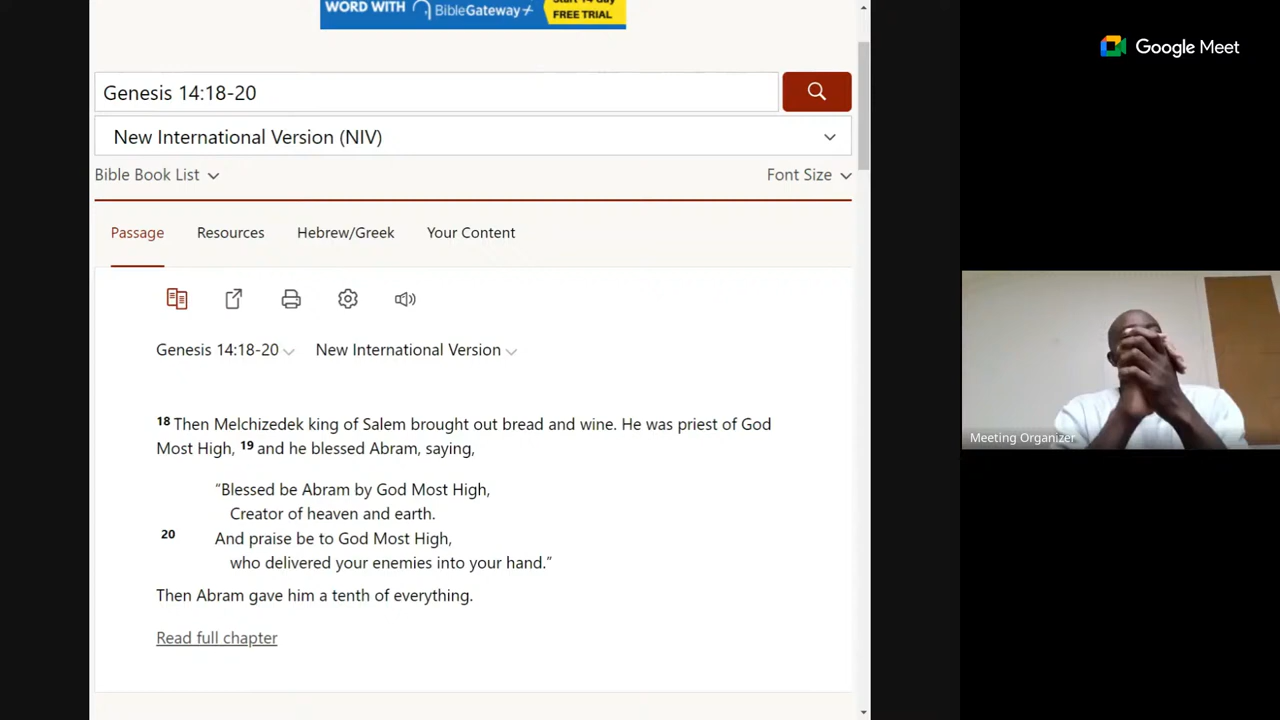 WORD WITH BibleGateway+ Start 14-day
FREE TRIAL
Google Meet
Genesis 14:18-20
New International Version (NIV)
Bible Book List Font Size
Passage Resources Hebrew/Greek Your Content
Genesis 14:18-20 New International Version
18 Then Melchizedek king of Salem brought out bread and wine. He was priest of God
Most High, 19 and he blessed Abram, saying,
“Blessed be Abram by God Most High,
Creator of heaven and earth.
20 And praise be to God Most High,
who delivered your enemies into your hand.”
Then Abram gave him a tenth of everything.
Read full chapter
Meeting Organizer